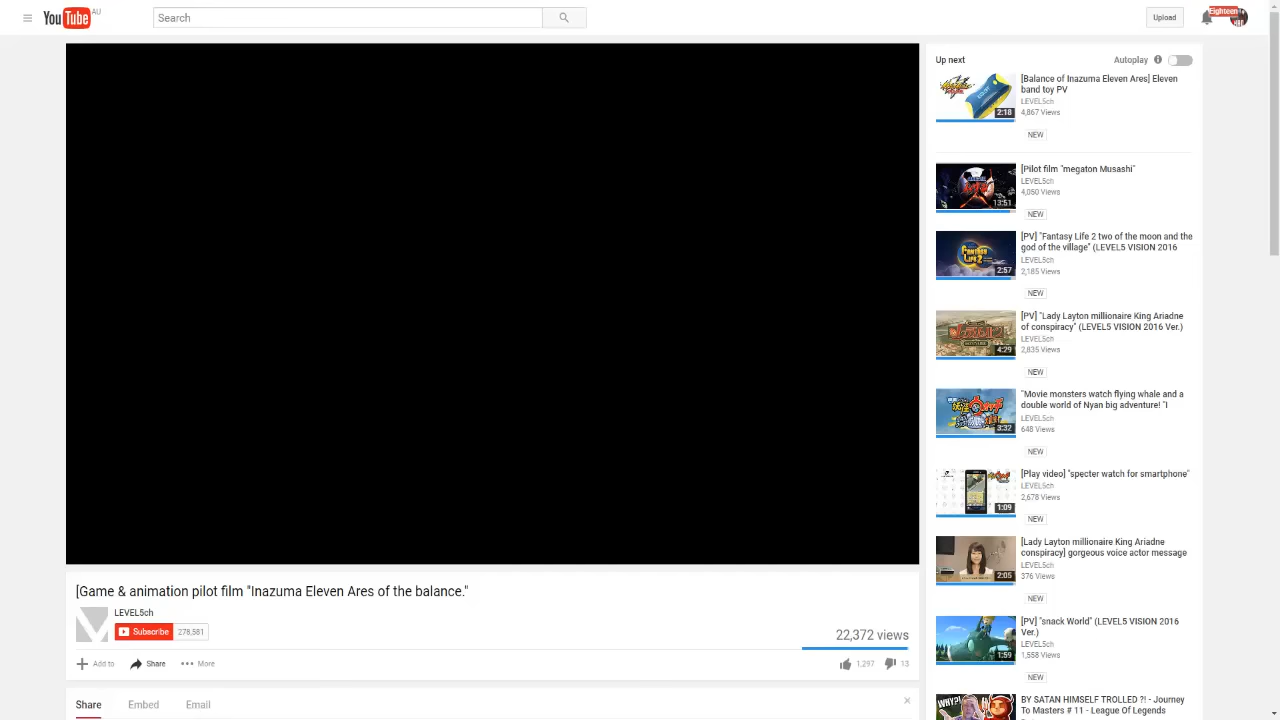 YouTube AU
Search
Upload
Eighteen
Up next
Autoplay
[Balance of Inazuma Eleven Ares] Eleven
band toy PV
LEVEL5ch
4,867 Views
2:18
NEW
[Pilot film "megaton Musashi"
LEVEL5ch
4,050 Views
13:51
NEW
[PV] "Fantasy Life 2 two of the moon and the
god of the village" (LEVEL5 VISION 2016
LEVEL5ch
2,185 Views
2:57
NEW
[PV] "Lady Layton millionaire King Ariadne
of conspiracy" (LEVEL5 VISION 2016 Ver.)
LEVEL5ch
2,835 Views
4:29
NEW
"Movie monsters watch flying whale and a
double world of Nyan big adventure! "I
LEVEL5ch
648 Views
3:32
NEW
[Play video] "specter watch for smartphone"
LEVEL5ch
2,678 Views
1:09
NEW
[Lady Layton millionaire King Ariadne
conspiracy] gorgeous voice actor message
LEVEL5ch
376 Views
2:05
NEW
[PV] "snack World" (LEVEL5 VISION 2016
Ver.)
LEVEL5ch
1,558 Views
1:59
NEW
WHY?!
BY SATAN HIMSELF TROLLED ?! - Journey
To Masters # 11 - League Of Legends
[Game & animation pilot film "Inazuma Eleven Ares of the balance."
LEVEL5ch
Subscribe 278,581
22,372 views
Add to Share More
1,297 13
Share Embed Email